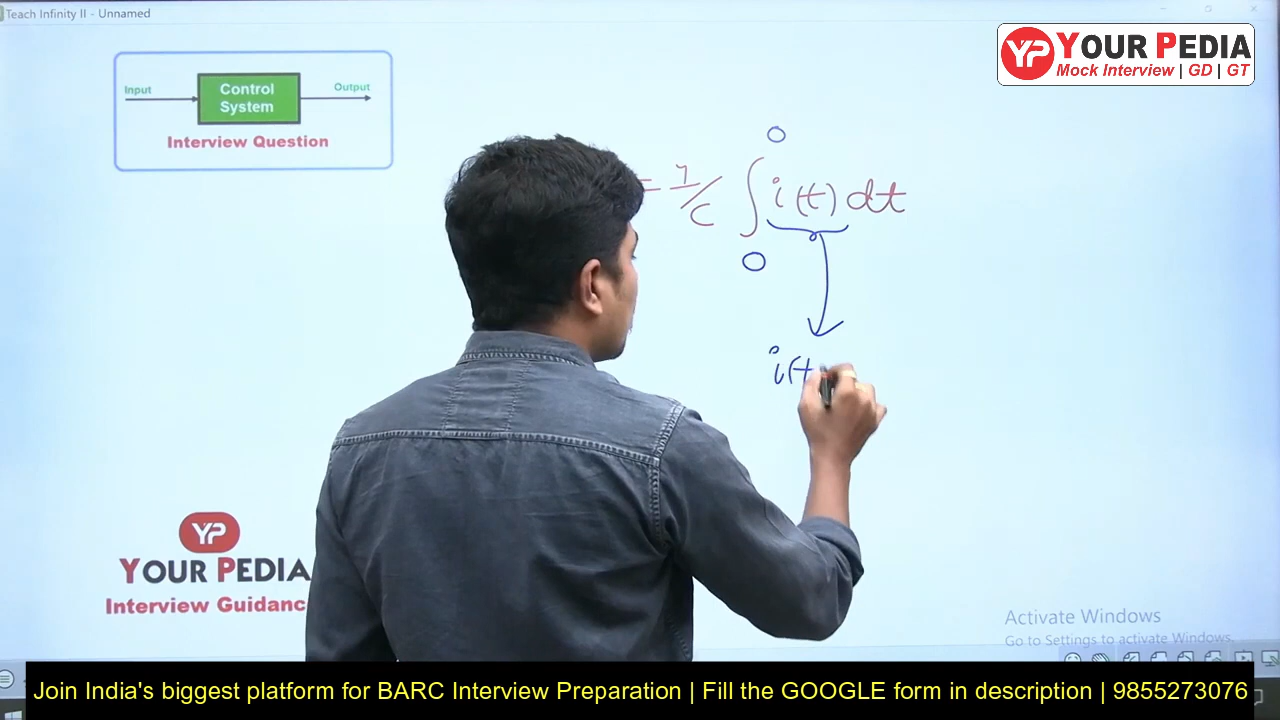 Teach Infinity II - Unnamed
YOUR PEDIA
Mock Interview | GD | GT
Input
Control
System
Output
Interview Question
0
= 1/C ∫ i(t) dt
0
i(t
YP
YOUR PEDIA
Interview Guidanc
Activate Windows
Go to Settings to activate Windows.
Join India's biggest platform for BARC Interview Preparation | Fill the GOOGLE form in description | 9855273076